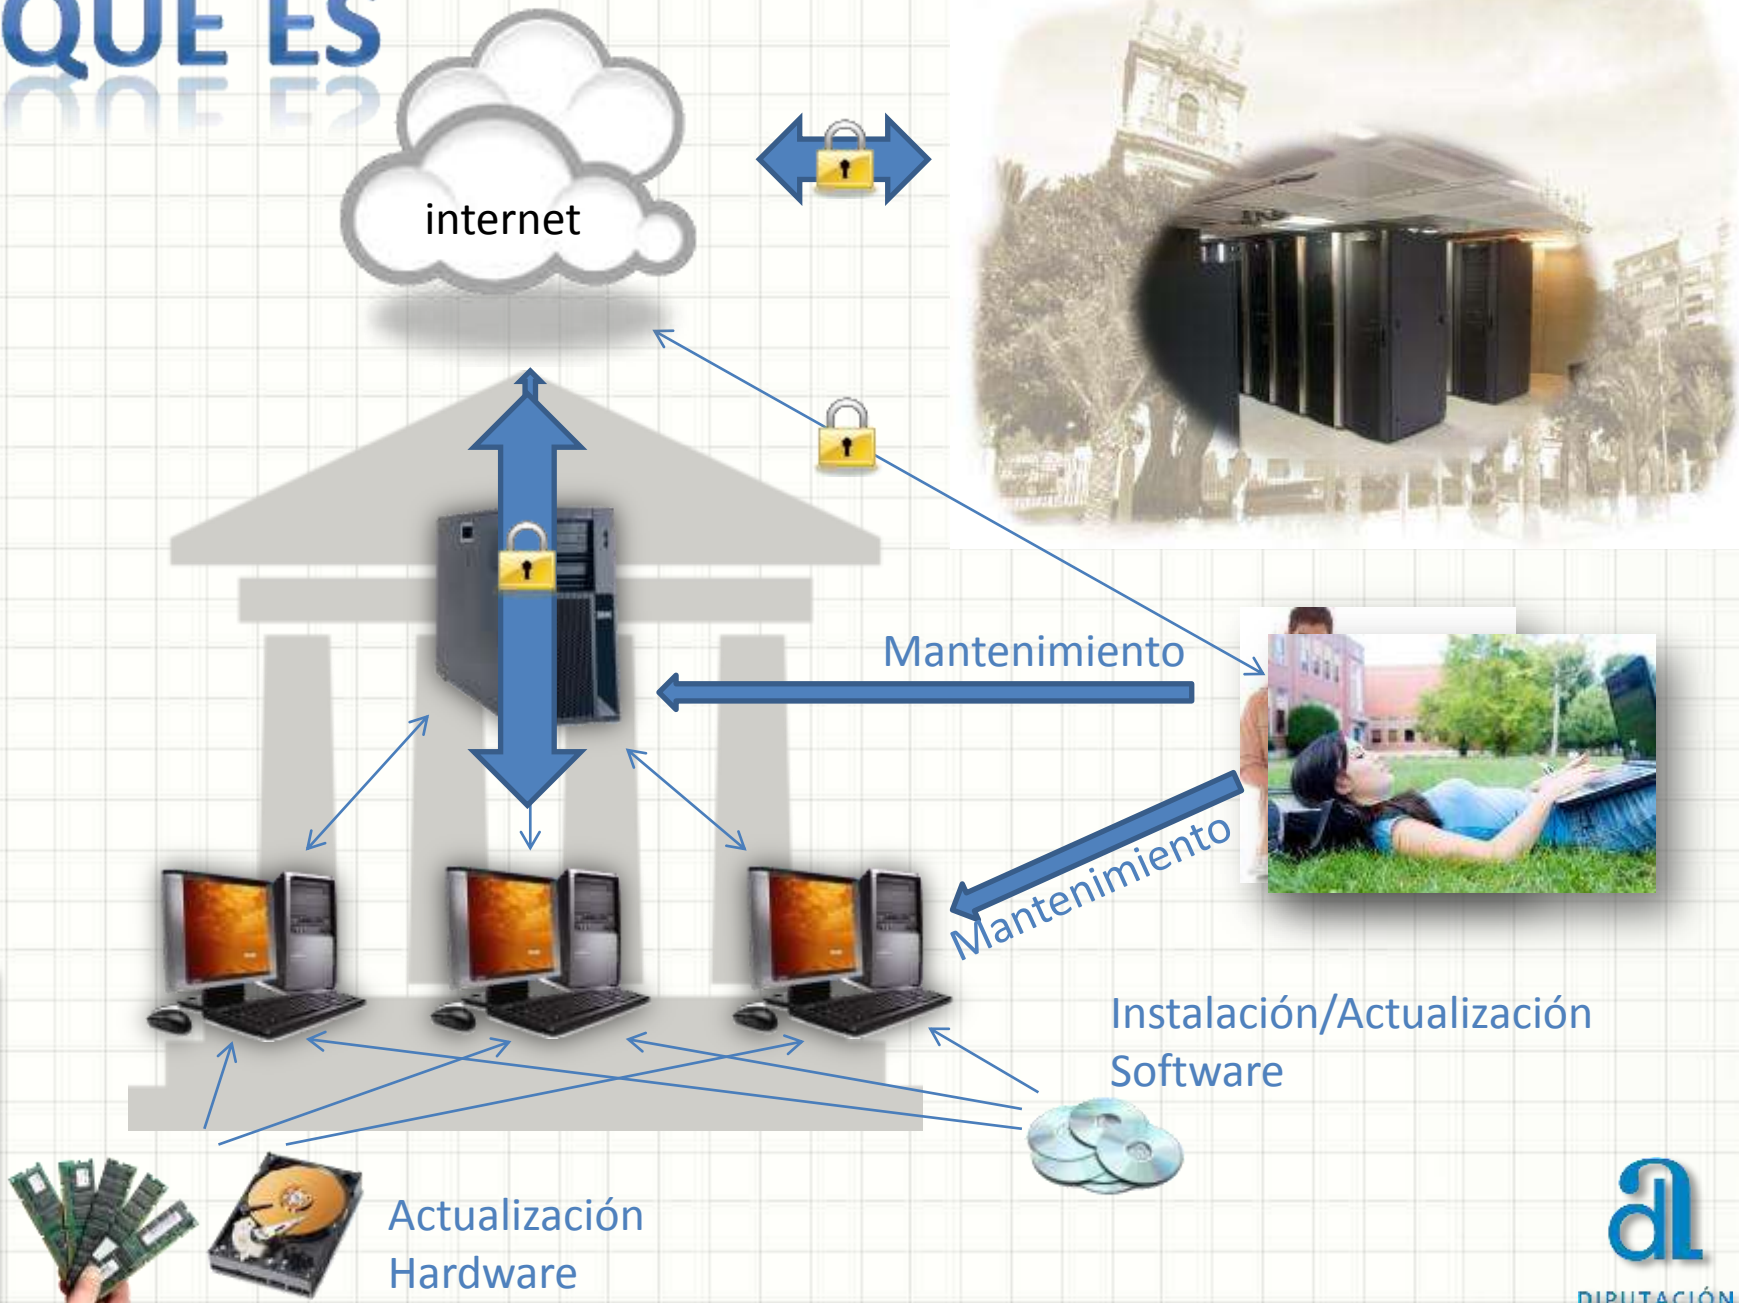 QUE ES
internet
Mantenimiento
Mantenimiento
Instalación/Actualización
Software
Actualización
Hardware
DIPUTACIÓN